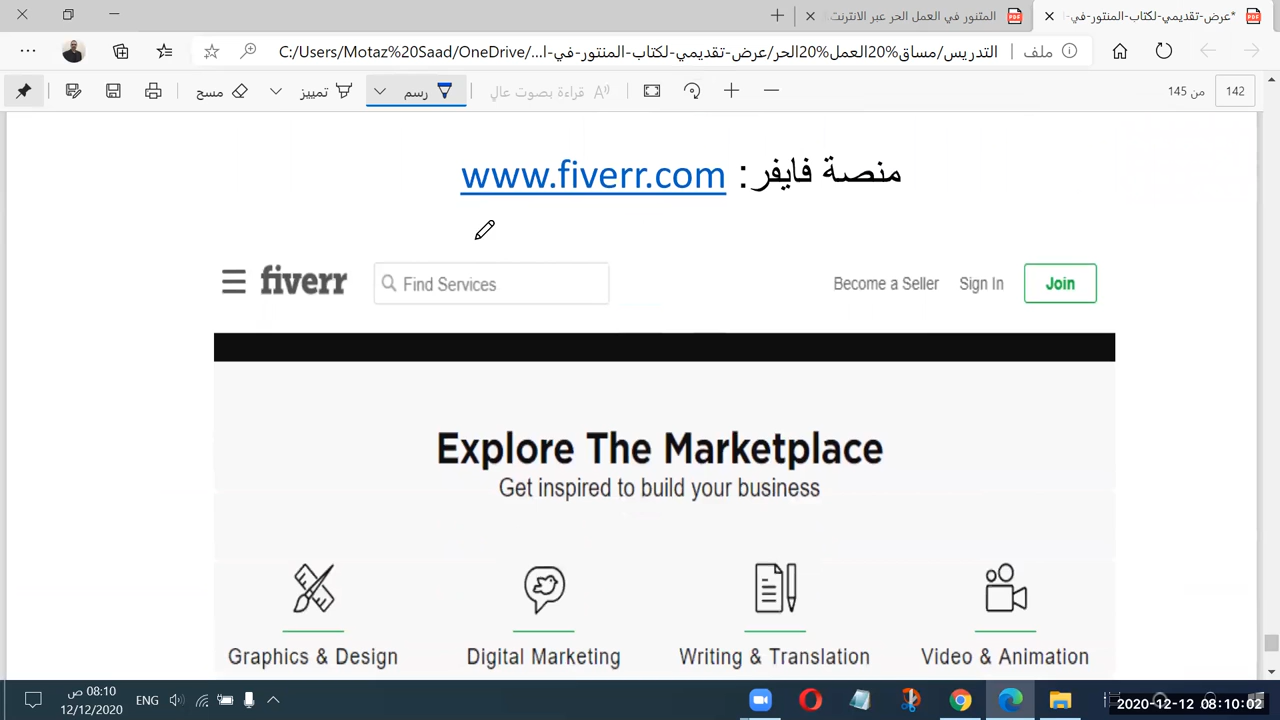 *عرض-تقديمي-لكتاب-المنتور-في-ا
المتنور في العمل الحر عبر الانترنت
C:/Users/Motaz%20Saad/OneDrive/التدريس/مساق%20العمل%20الحر/عرض-تقديمي-لكتاب-المنتور-في-ا...
ملف
مسح
تمييز
رسم
قراءة بصوت عالٍ
142
من 145
منصة فايفر: www.fiverr.com
fiverr
Find Services
Become a Seller
Sign In
Join
Explore The Marketplace
Get inspired to build your business
Graphics & Design
Digital Marketing
Writing & Translation
Video & Animation
08:10 ص
ENG
12/12/2020
2020-12-12 08:10:02